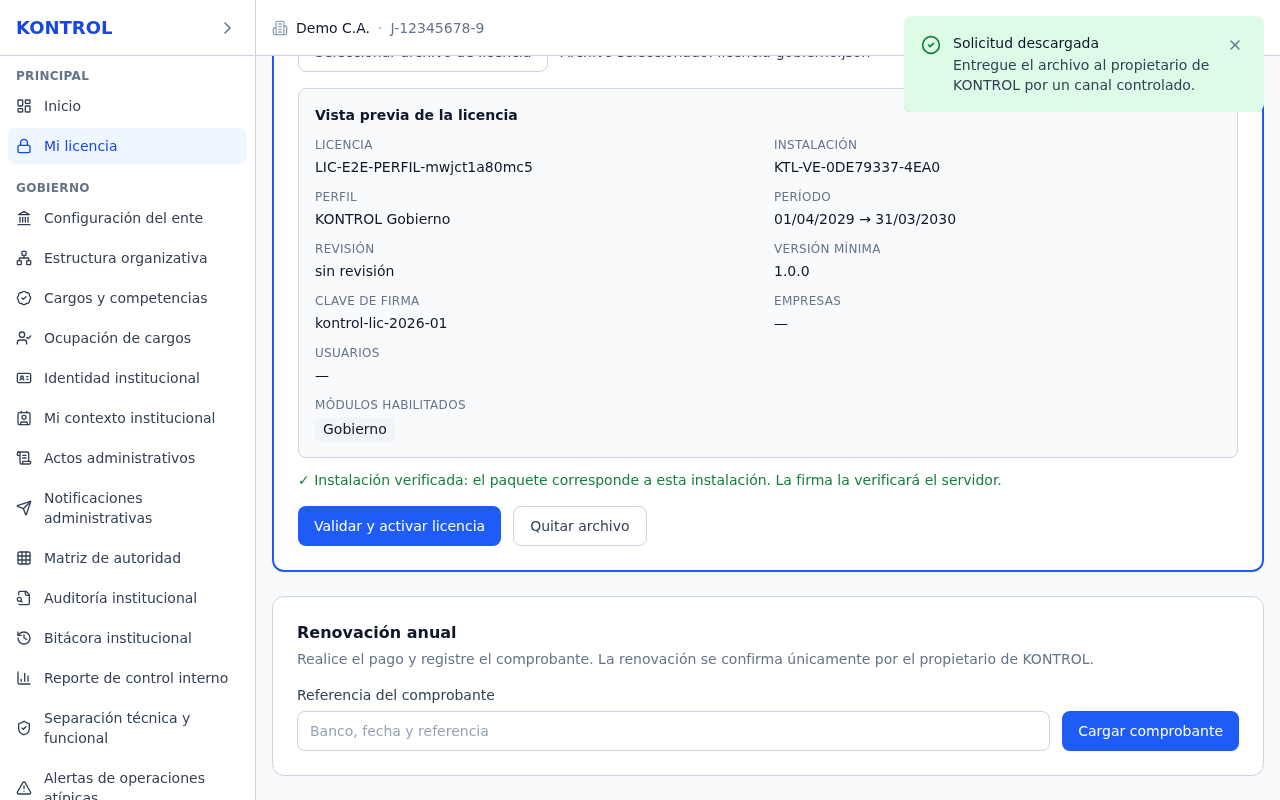 KONTROL
Demo C.A. · J-12345678-9
Solicitud descargada
Entregue el archivo al propietario de
KONTROL por un canal controlado.
PRINCIPAL
Inicio
Mi licencia
GOBIERNO
Configuración del ente
Estructura organizativa
Cargos y competencias
Ocupación de cargos
Identidad institucional
Mi contexto institucional
Actos administrativos
Notificaciones
administrativas
Matriz de autoridad
Auditoría institucional
Bitácora institucional
Reporte de control interno
Separación técnica y
funcional
Alertas de operaciones
atípicas
Vista previa de la licencia
LICENCIA
LIC-E2E-PERFIL-mwjct1a80mc5
INSTALACIÓN
KTL-VE-0DE79337-4EA0
PERFIL
KONTROL Gobierno
PERÍODO
01/04/2029 → 31/03/2030
REVISIÓN
sin revisión
VERSIÓN MÍNIMA
1.0.0
CLAVE DE FIRMA
kontrol-lic-2026-01
EMPRESAS
—
USUARIOS
—
MÓDULOS HABILITADOS
Gobierno
✓ Instalación verificada: el paquete corresponde a esta instalación. La firma la verificará el servidor.
Validar y activar licencia
Quitar archivo
Renovación anual
Realice el pago y registre el comprobante. La renovación se confirma únicamente por el propietario de KONTROL.
Referencia del comprobante
Banco, fecha y referencia
Cargar comprobante